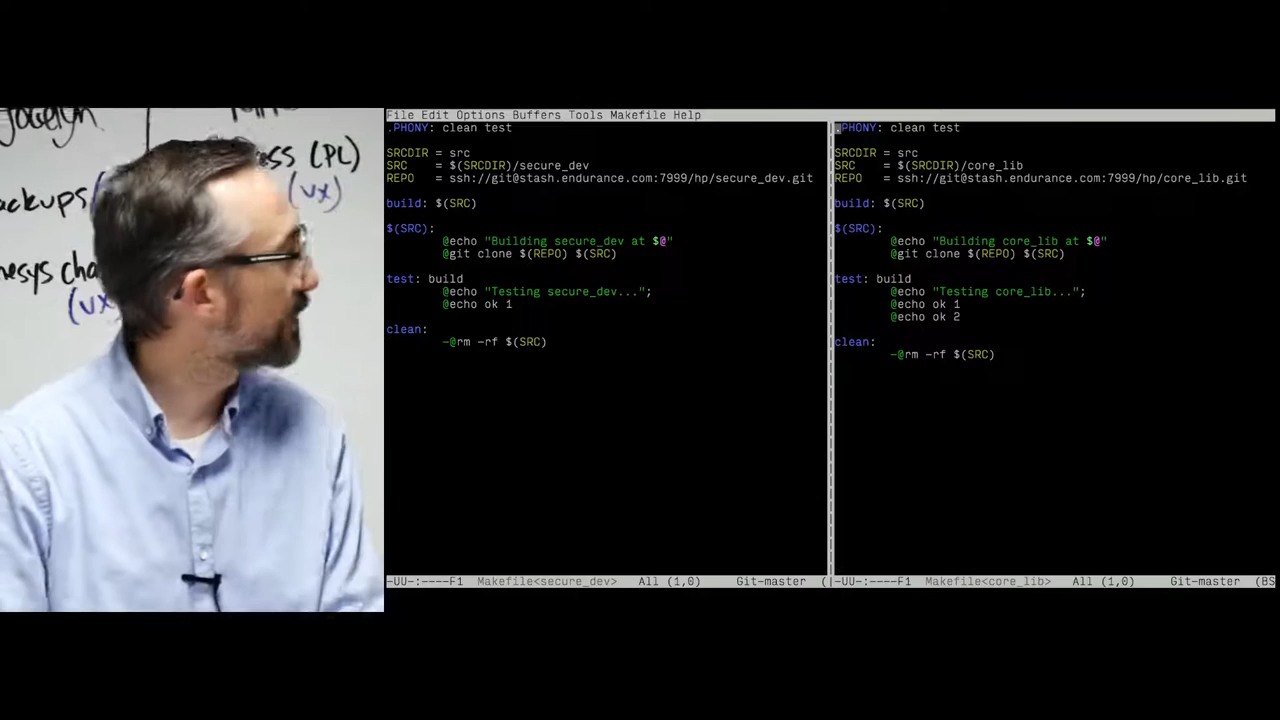 Jocelyn
ess (PL)
(vx)
ackups
nesys cha
(vx
File Edit Options Buffers Tools Makefile Help
.PHONY: clean test
SRCDIR = src
SRC    = $(SRCDIR)/secure_dev
REPO   = ssh://git@stash.endurance.com:7999/hp/secure_dev.git
build: $(SRC)
$(SRC):
@echo "Building secure_dev at $@"
@git clone $(REPO) $(SRC)
test: build
@echo "Testing secure_dev...";
@echo ok 1
clean:
-@rm -rf $(SRC)
-UU-:----F1  Makefile<secure_dev>   All (1,0)    Git-master  (
.PHONY: clean test
SRCDIR = src
SRC    = $(SRCDIR)/core_lib
REPO   = ssh://git@stash.endurance.com:7999/hp/core_lib.git
build: $(SRC)
$(SRC):
@echo "Building core_lib at $@"
@git clone $(REPO) $(SRC)
test: build
@echo "Testing core_lib...";
@echo ok 1
@echo ok 2
clean:
-@rm -rf $(SRC)
-UU-:----F1  Makefile<core_lib>   All (1,0)    Git-master  (BS